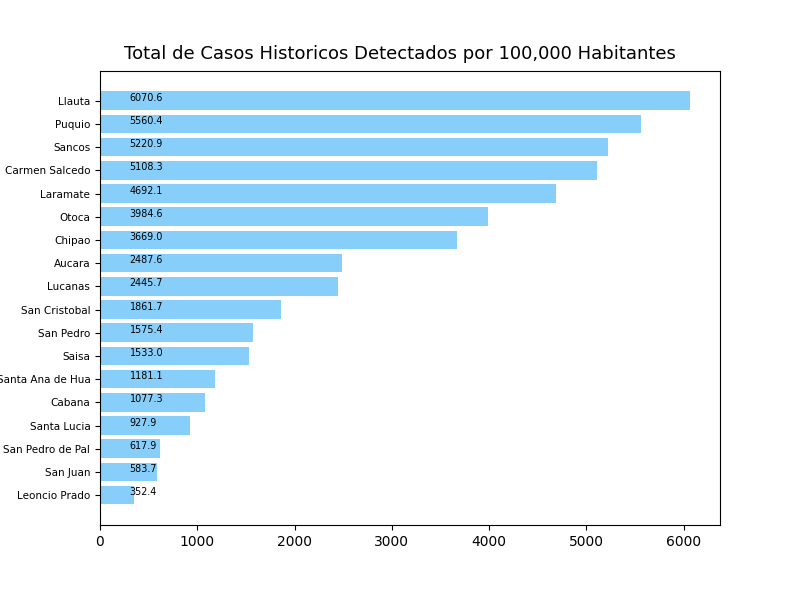 Total de Casos Historicos Detectados por 100,000 Habitantes
Llauta 6070.6
Puquio 5560.4
Sancos 5220.9
Carmen Salcedo 5108.3
Laramate 4692.1
Otoca 3984.6
Chipao 3669.0
Aucara 2487.6
Lucanas 2445.7
San Cristobal 1861.7
San Pedro 1575.4
Saisa 1533.0
Santa Ana de Hua 1181.1
Cabana 1077.3
Santa Lucia 927.9
San Pedro de Pal 617.9
San Juan 583.7
Leoncio Prado 352.4
0 1000 2000 3000 4000 5000 6000